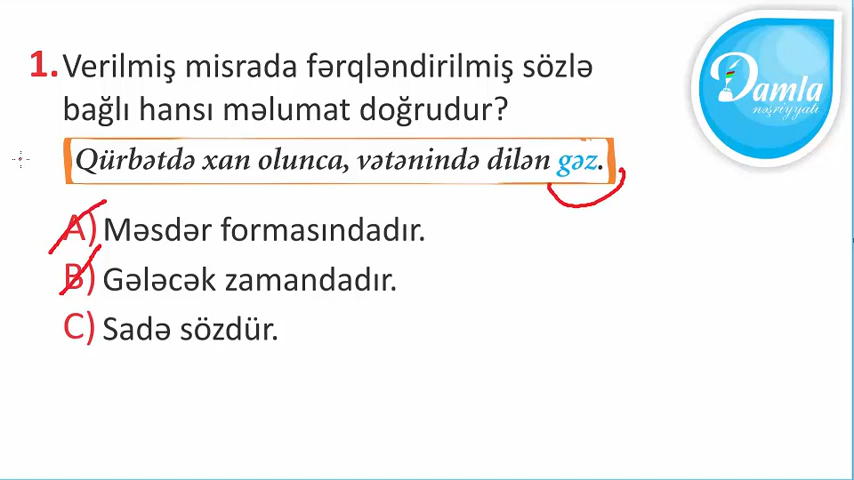 1. Verilmiş misrada fərqləndirilmiş sözlə
bağlı hansı məlumat doğrudur?
Qürbətdə xan olunca, vətənində dilən gəz.
A) Məsdər formasındadır.
B) Gələcək zamandadır.
C) Sadə sözdür.
Damla
nəşriyyatı